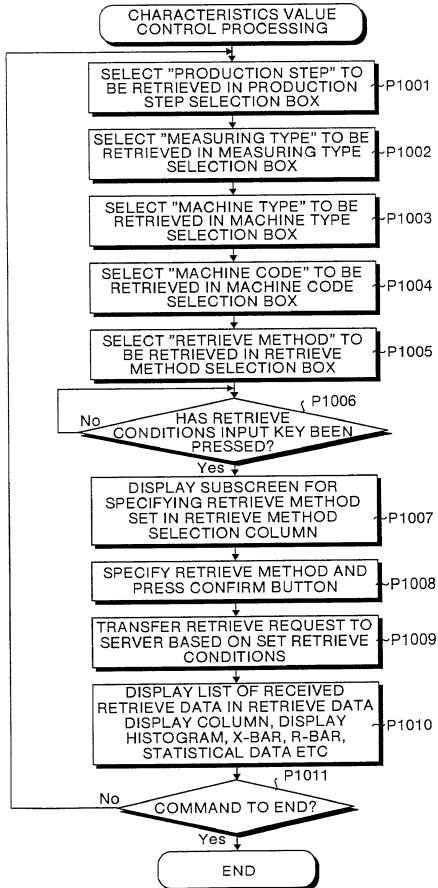 CHARACTERISTICS VALUE
CONTROL PROCESSING
SELECT "PRODUCTION STEP" TO
BE RETRIEVED IN PRODUCTION
STEP SELECTION BOX
P1001
SELECT "MEASURING TYPE" TO BE
RETRIEVED IN MEASURING TYPE
SELECTION BOX
P1002
SELECT "MACHINE TYPE" TO BE
RETRIEVED IN MACHINE TYPE
SELECTION BOX
P1003
SELECT "MACHINE CODE" TO BE
RETRIEVED IN MACHINE CODE
SELECTION BOX
P1004
SELECT "RETRIEVE METHOD" TO
BE RETRIEVED IN RETRIEVE
METHOD SELECTION BOX
P1005
P1006
No
HAS RETRIEVE
CONDITIONS INPUT KEY BEEN
PRESSED?
Yes
DISPLAY SUBSCREEN FOR
SPECIFYING RETRIEVE METHOD
SET IN RETRIEVE METHOD
SELECTION COLUMN
P1007
SPECIFY RETRIEVE METHOD AND
PRESS CONFIRM BUTTON
P1008
TRANSFER RETRIEVE REQUEST TO
SERVER BASED ON SET RETRIEVE
CONDITIONS
P1009
DISPLAY LIST OF RECEIVED
RETRIEVE DATA IN RETRIEVE DATA
DISPLAY COLUMN, DISPLAY
HISTOGRAM, X-BAR, R-BAR,
STATISTICAL DATA ETC
P1010
P1011
No
COMMAND TO END?
Yes
END